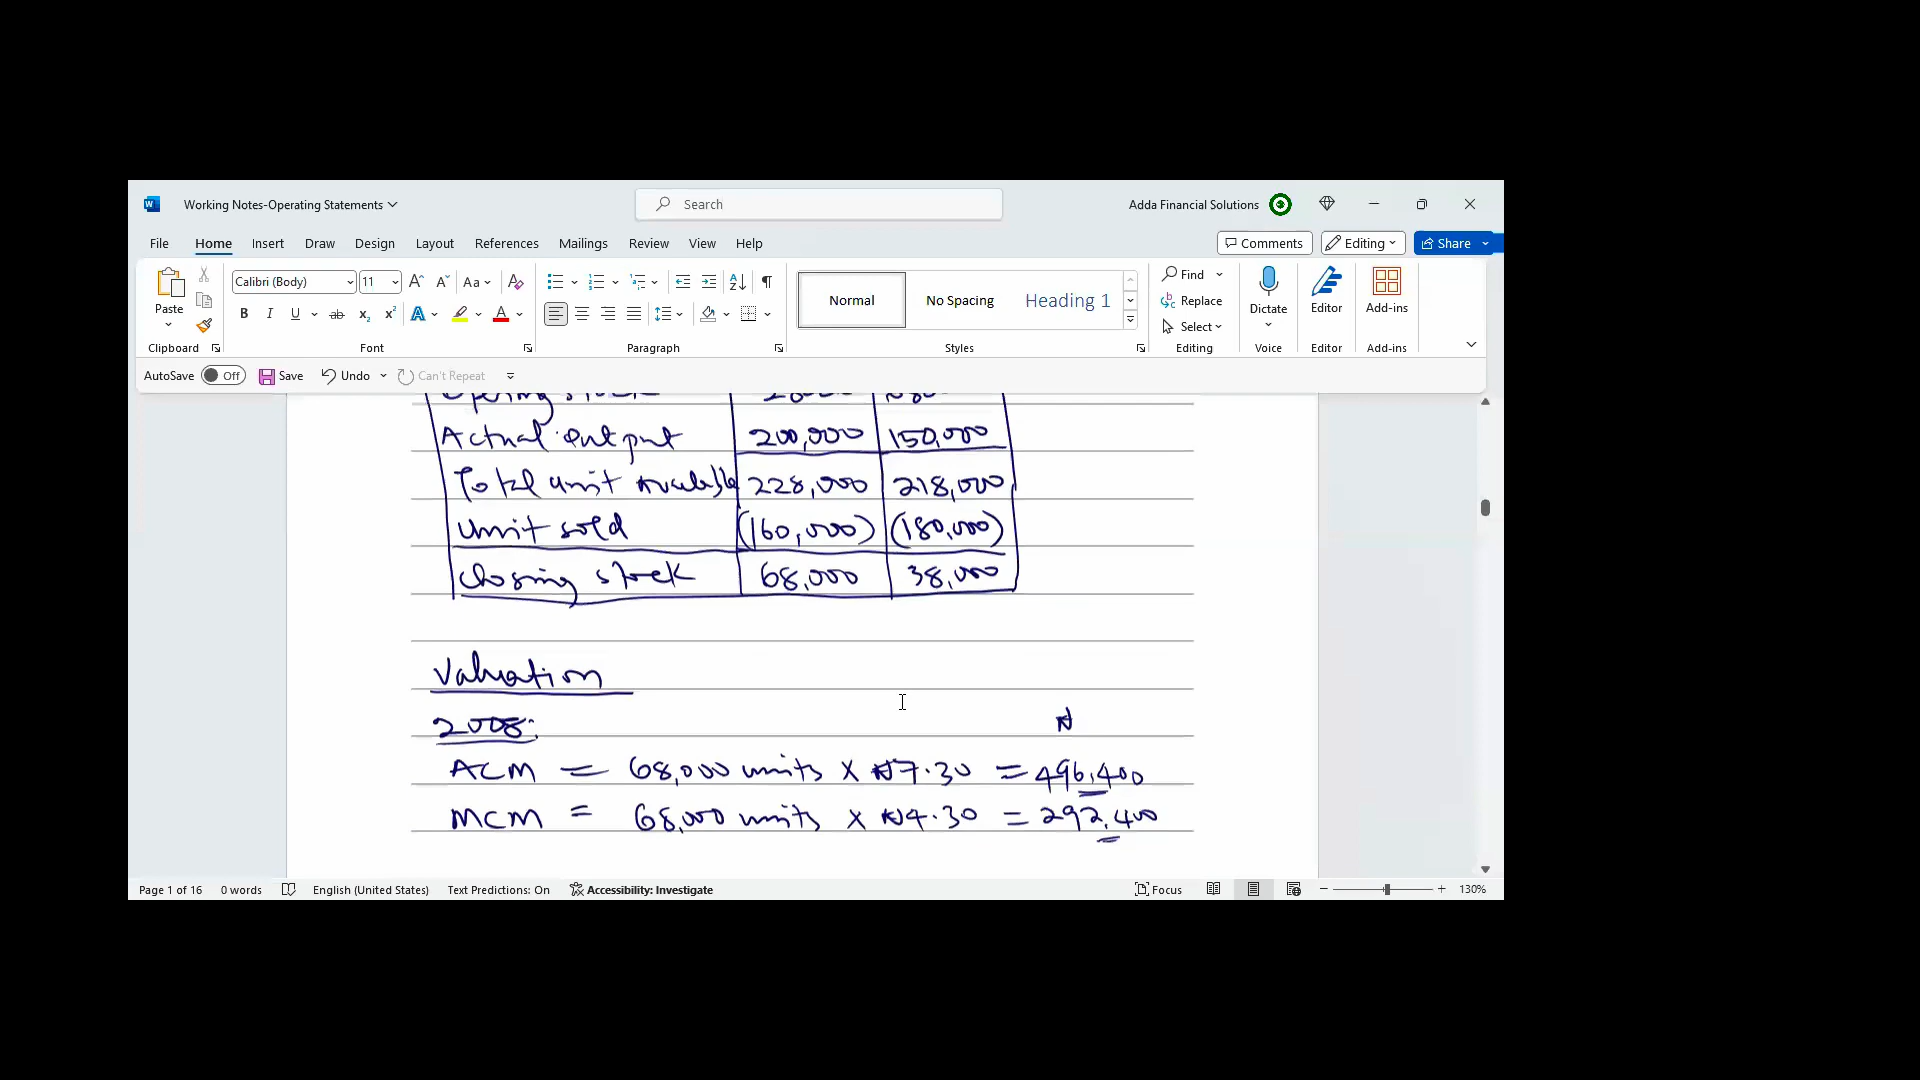 Working Notes-Operating Statements
Search
Adda Financial Solutions
File Home Insert Draw Design Layout References Mailings Review View Help
Comments Editing Share
Paste
Calibri (Body) 11 Aa
Normal No Spacing Heading 1
Find
Replace
Select
Dictate Editor Add-ins
Clipboard Font Paragraph Styles Editing Voice Editor Add-ins
AutoSave Off Save Undo Can't Repeat
Actual output 200,000 150,000
Total unit available 228,000 218,000
Unit sold (160,000) (180,000)
Closing stock 68,000 38,000
Valuation
2008: ₦
ACM = 68,000 units X ₦7.30 = 496,400
MCM = 68,000 units X ₦4.30 = 292,400
Page 1 of 16 0 words English (United States) Text Predictions: On Accessibility: Investigate Focus 130%